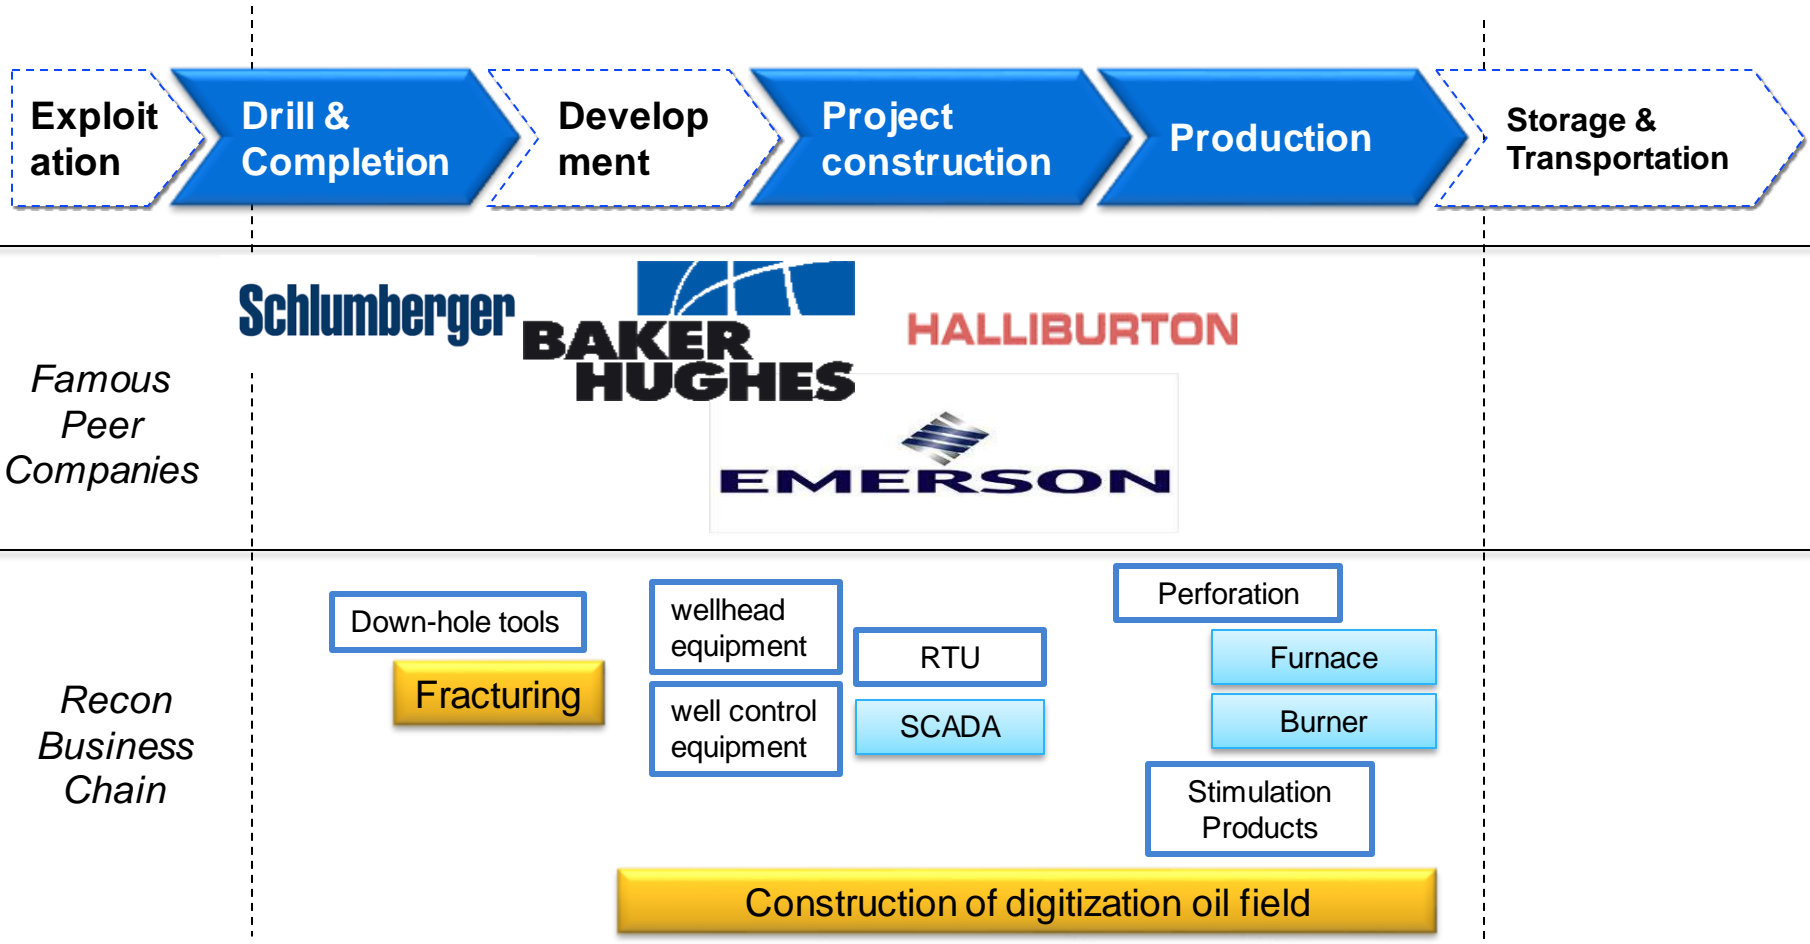 Exploit
ation
Drill &
Completion
Develop
ment
Project
construction
Production
Storage &
Transportation
Famous
Peer
Companies
Schlumberger
BAKER
HUGHES
HALLIBURTON
EMERSON
Recon
Business
Chain
Down-hole tools
Fracturing
wellhead
equipment
well control
equipment
RTU
SCADA
Perforation
Furnace
Burner
Stimulation
Products
Construction of digitization oil field